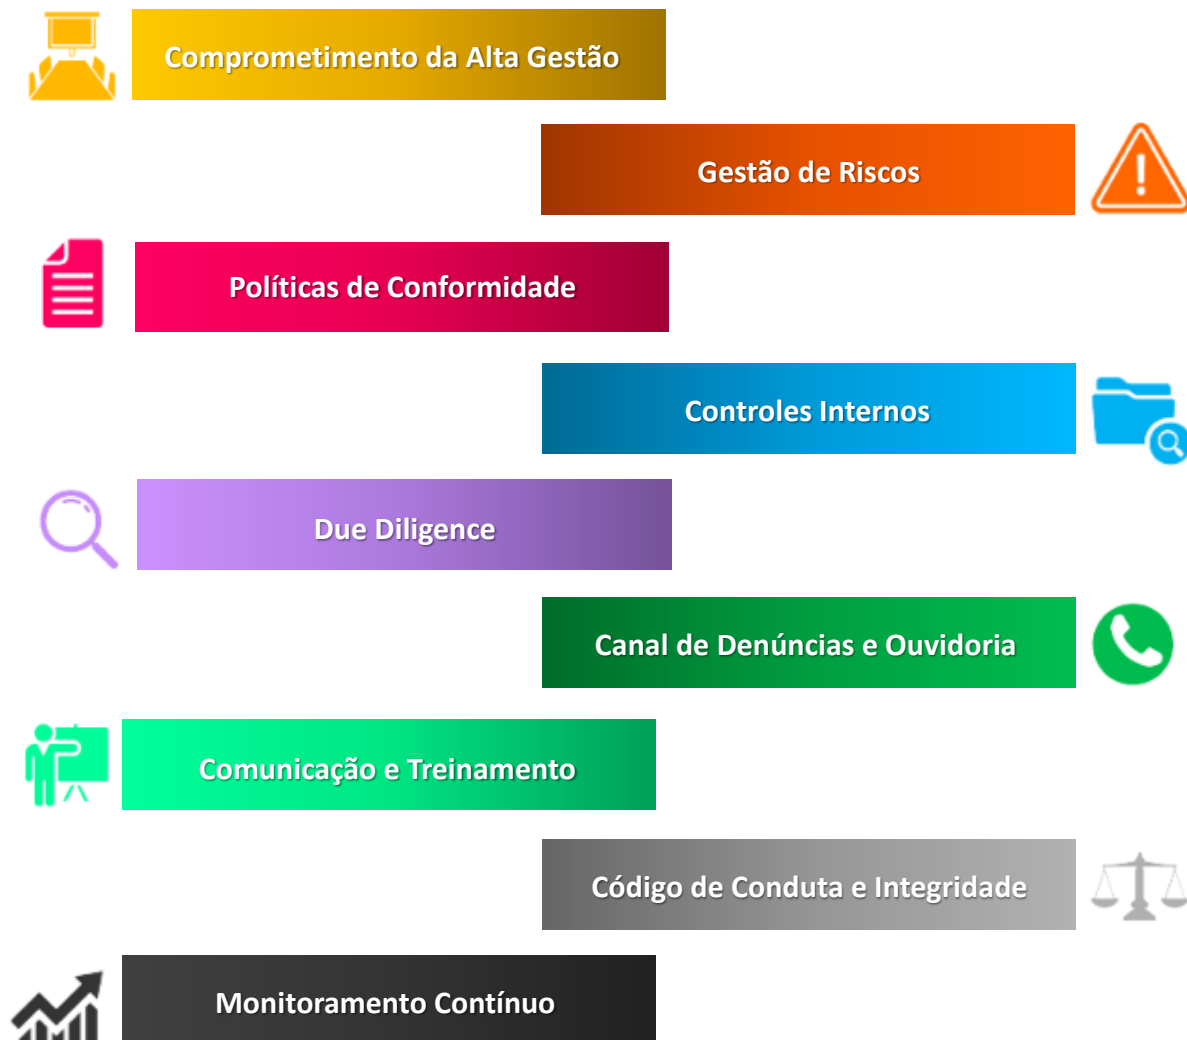 Comprometimento da Alta Gestão
Gestão de Riscos
Políticas de Conformidade
Controles Internos
Due Diligence
Canal de Denúncias e Ouvidoria
Comunicação e Treinamento
Código de Conduta e Integridade
Monitoramento Contínuo